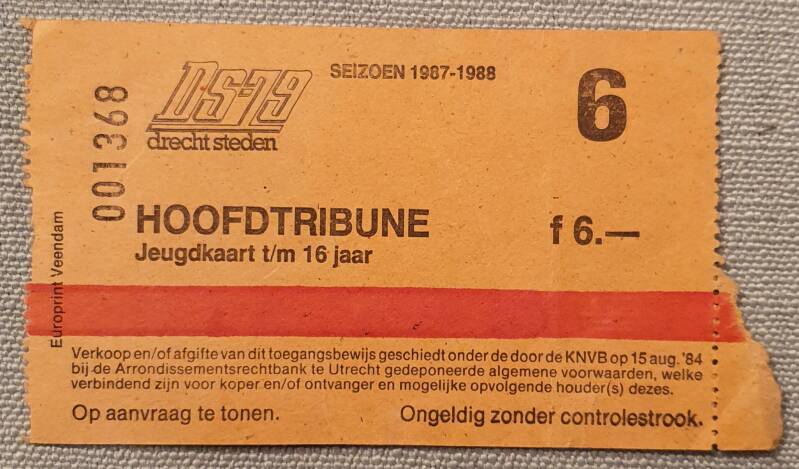 DS-79
drecht steden
SEIZOEN 1987-1988
6
001368
HOOFDTRIBUNE
f 6.—
Jeugdkaart t/m 16 jaar
Europrint Veendam
Verkoop en/of afgifte van dit toegangsbewijs geschiedt onder de door de KNVB op 15 aug. '84
bij de Arrondissementsrechtbank te Utrecht gedeponeerde algemene voorwaarden, welke
verbindend zijn voor koper en/of ontvanger en mogelijke opvolgende houder(s) dezes.
Op aanvraag te tonen.
Ongeldig zonder controlestrook.